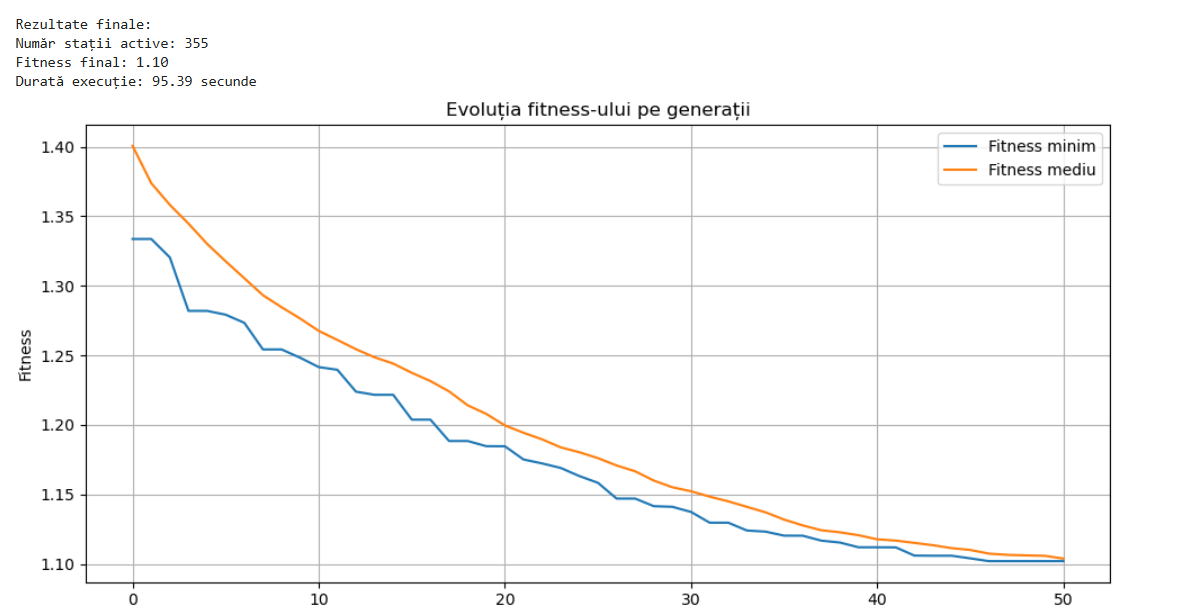 Rezultate finale:
Număr stații active: 355
Fitness final: 1.10
Durată execuție: 95.39 secunde
Evoluția fitness-ului pe generații
Fitness minim
Fitness mediu
1.40
1.35
1.30
1.25
1.20
1.15
1.10
Fitness
0 10 20 30 40 50